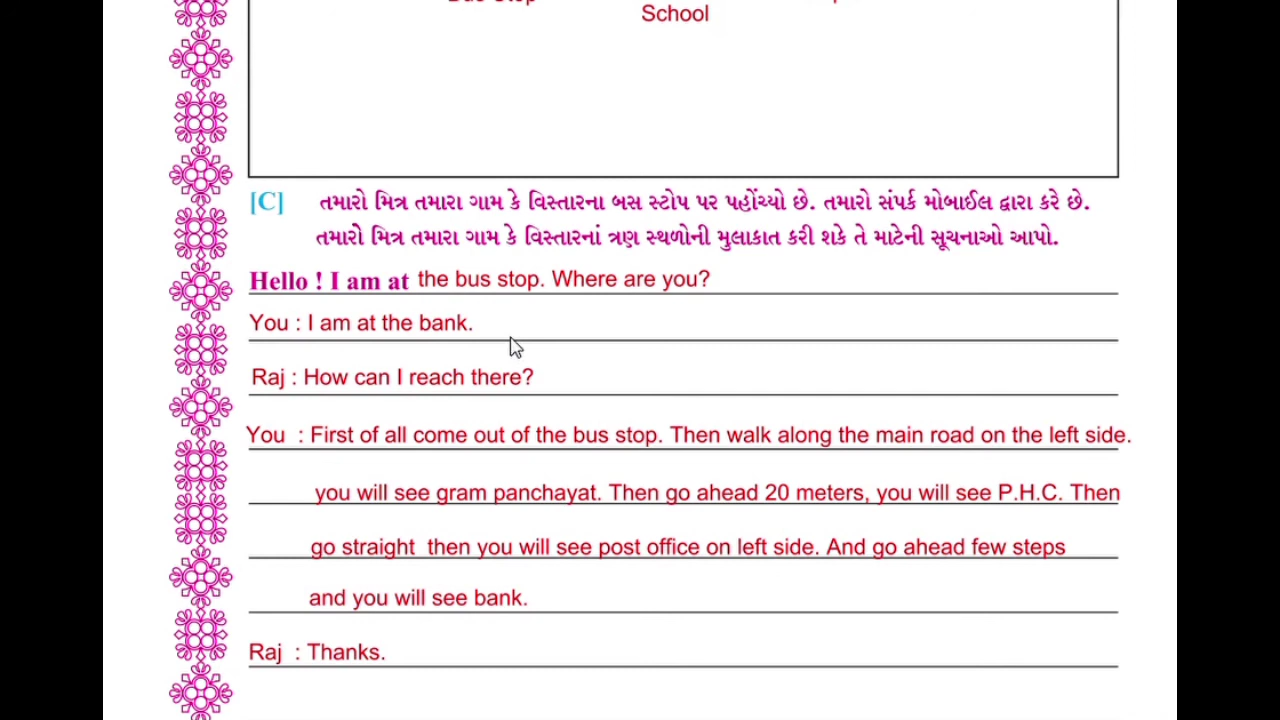 School
[C] તમારો મિત્ર તમારા ગામ કે વિસ્તારના બસ સ્ટોપ પર પહોંચ્યો છે. તમારો સંપર્ક મોબાઈલ દ્વારા કરે છે.
તમારો મિત્ર તમારા ગામ કે વિસ્તારનાં ત્રણ સ્થળોની મુલાકાત કરી શકે તે માટેની સૂચનાઓ આપો.
Hello ! I am at the bus stop. Where are you?
You : I am at the bank.
Raj : How can I reach there?
You : First of all come out of the bus stop. Then walk along the main road on the left side.
you will see gram panchayat. Then go ahead 20 meters, you will see P.H.C. Then
go straight then you will see post office on left side. And go ahead few steps
and you will see bank.
Raj : Thanks.